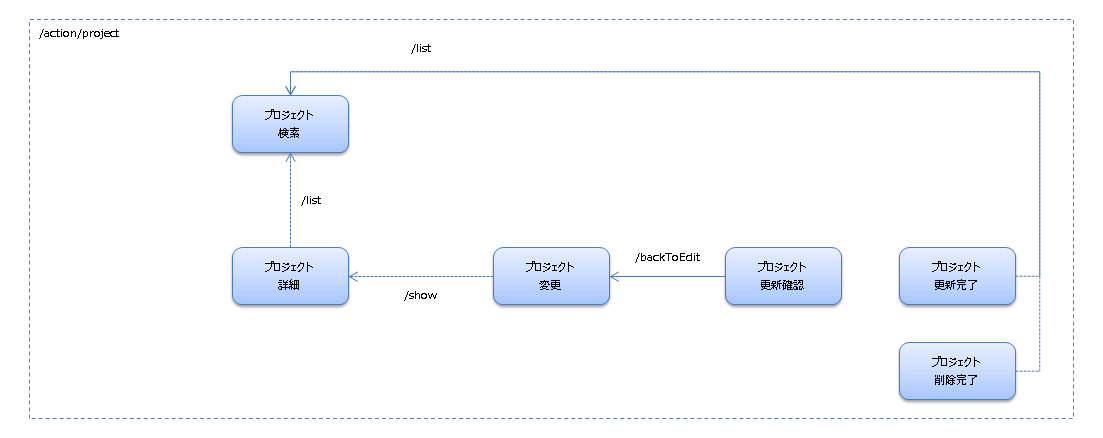 /action/project
/list
プロジェクト
検索
/list
プロジェクト
詳細
/show
プロジェクト
変更
/backToEdit
プロジェクト
更新確認
プロジェクト
更新完了
プロジェクト
削除完了